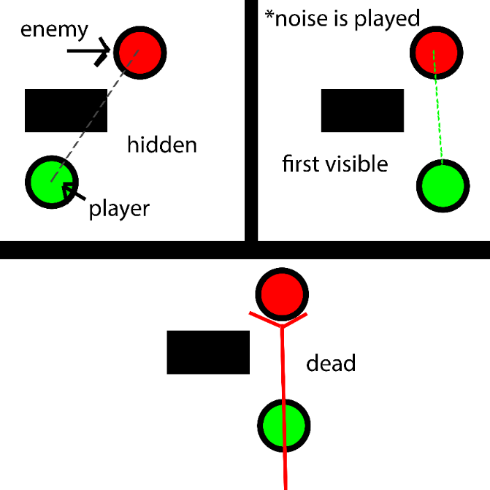 enemy
hidden
player
*noise is played
first visible
dead